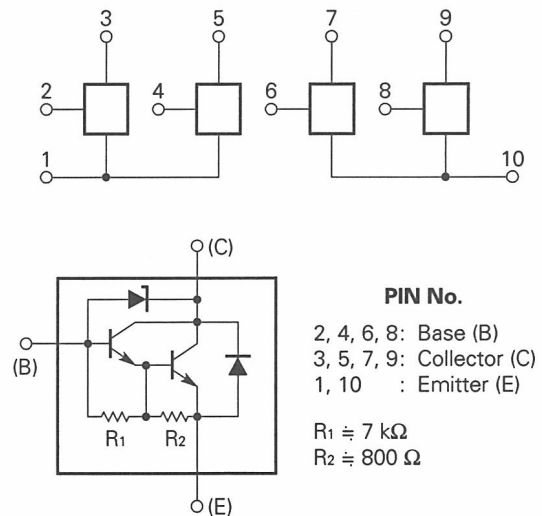 3 5 7 9
2 4 6 8
1 10
(C)
(B)
R1 R2
(E)
PIN No.
2, 4, 6, 8: Base (B)
3, 5, 7, 9: Collector (C)
1, 10 : Emitter (E)
R1 ≒ 7 kΩ
R2 ≒ 800 Ω